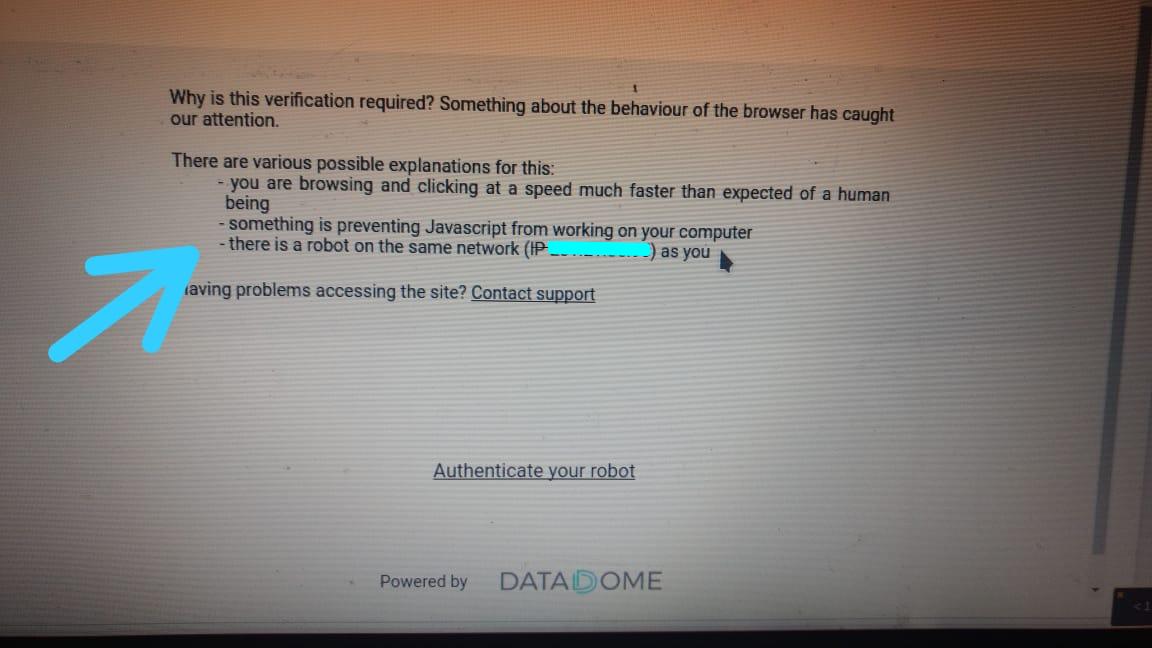 Why is this verification required? Something about the behaviour of the browser has caught
our attention.
There are various possible explanations for this:
- you are browsing and clicking at a speed much faster than expected of a human
being
- something is preventing Javascript from working on your computer
- there is a robot on the same network (IP ) as you
aving problems accessing the site? Contact support
Authenticate your robot
Powered by DATADOME